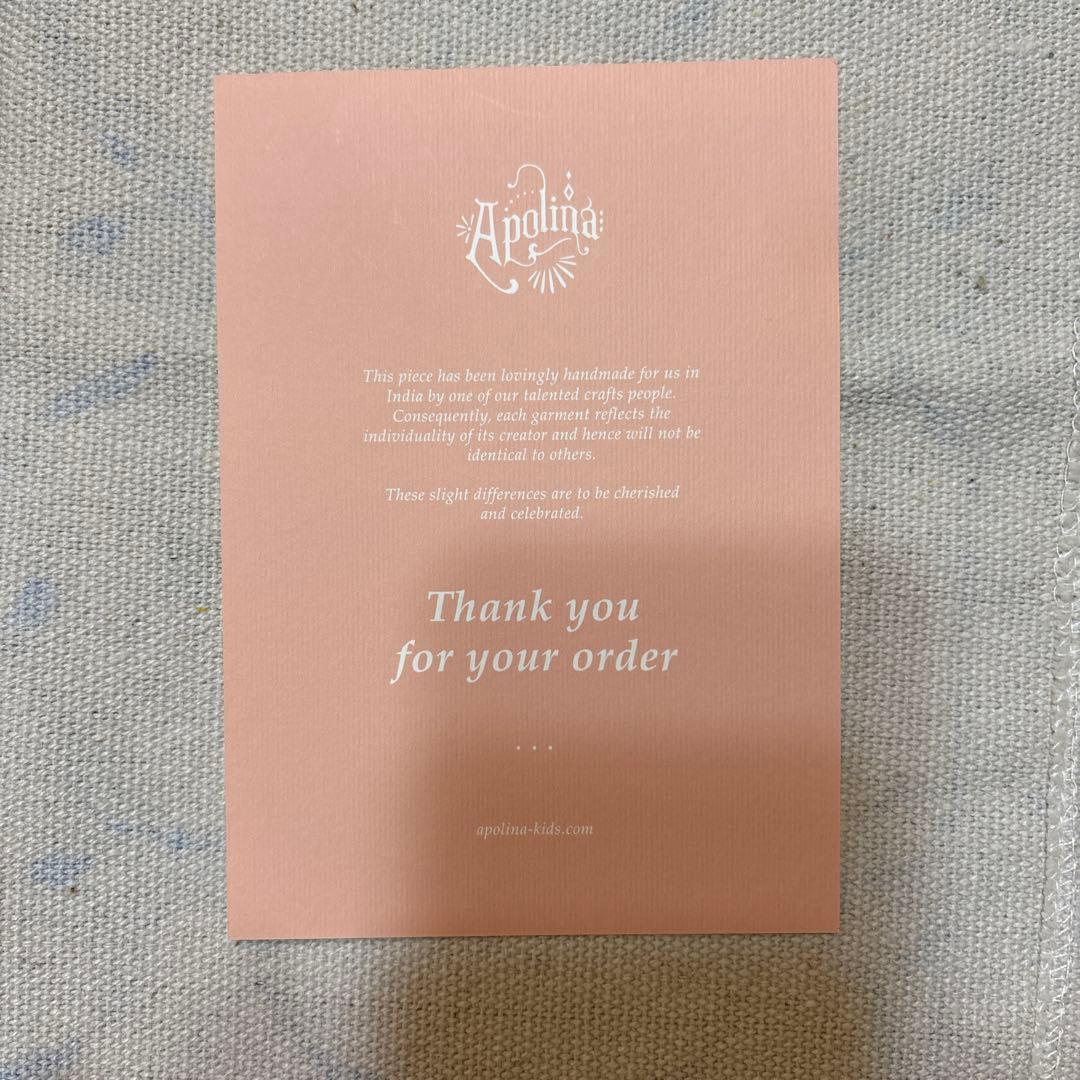 Apolina
This piece has been lovingly handmade for us in
India by one of our talented crafts people.
Consequently, each garment reflects the
individuality of its creator and hence will not be
identical to others.
These slight differences are to be cherished
and celebrated.
Thank you
for your order
...
apolina-kids.com